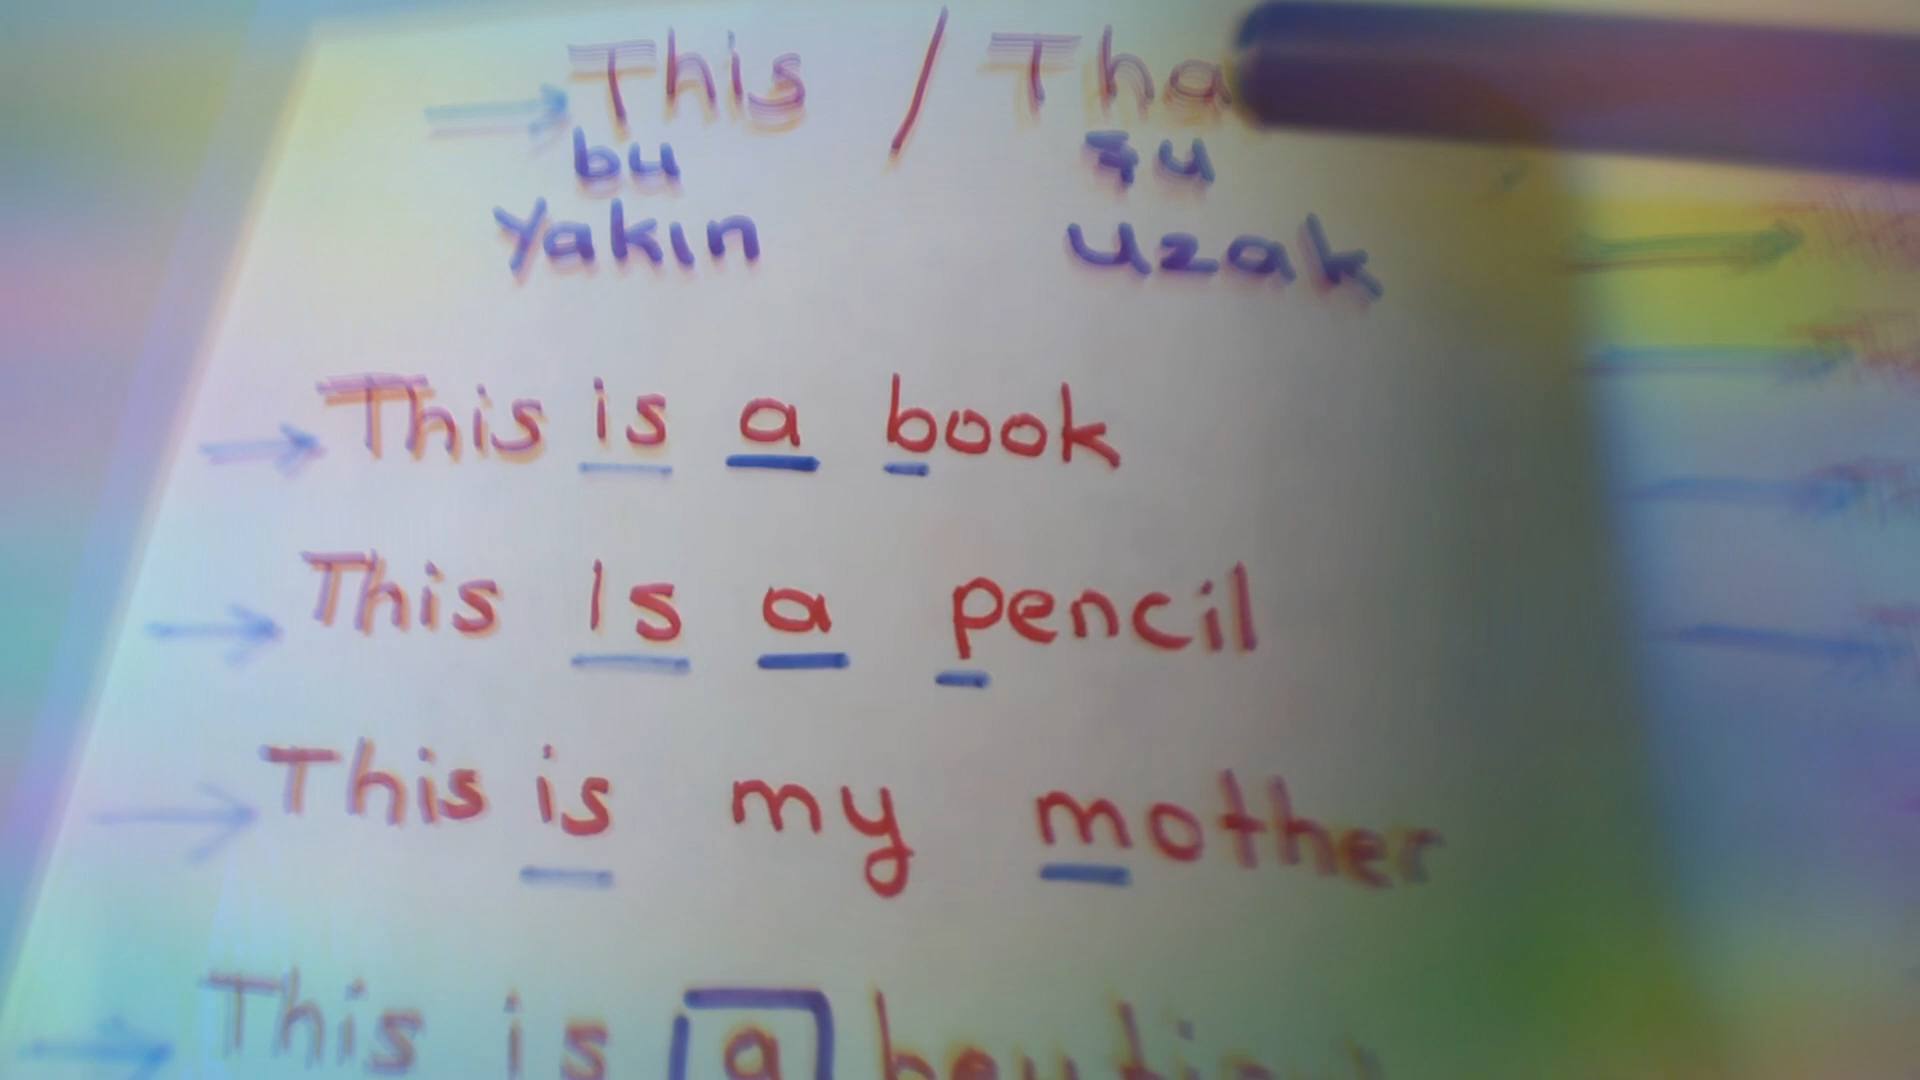 This / Tha
bu şu
Yakın uzak
This is a book
This is a pencil
This is my mother
This is a